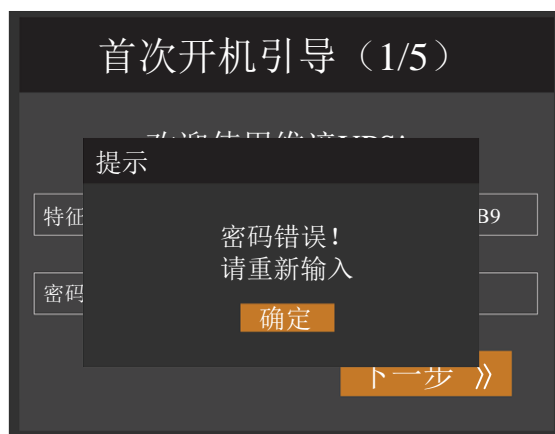 首次开机引导（1/5）
提示
特征
B9
密码错误！
请重新输入
密码
确定
下一步 》